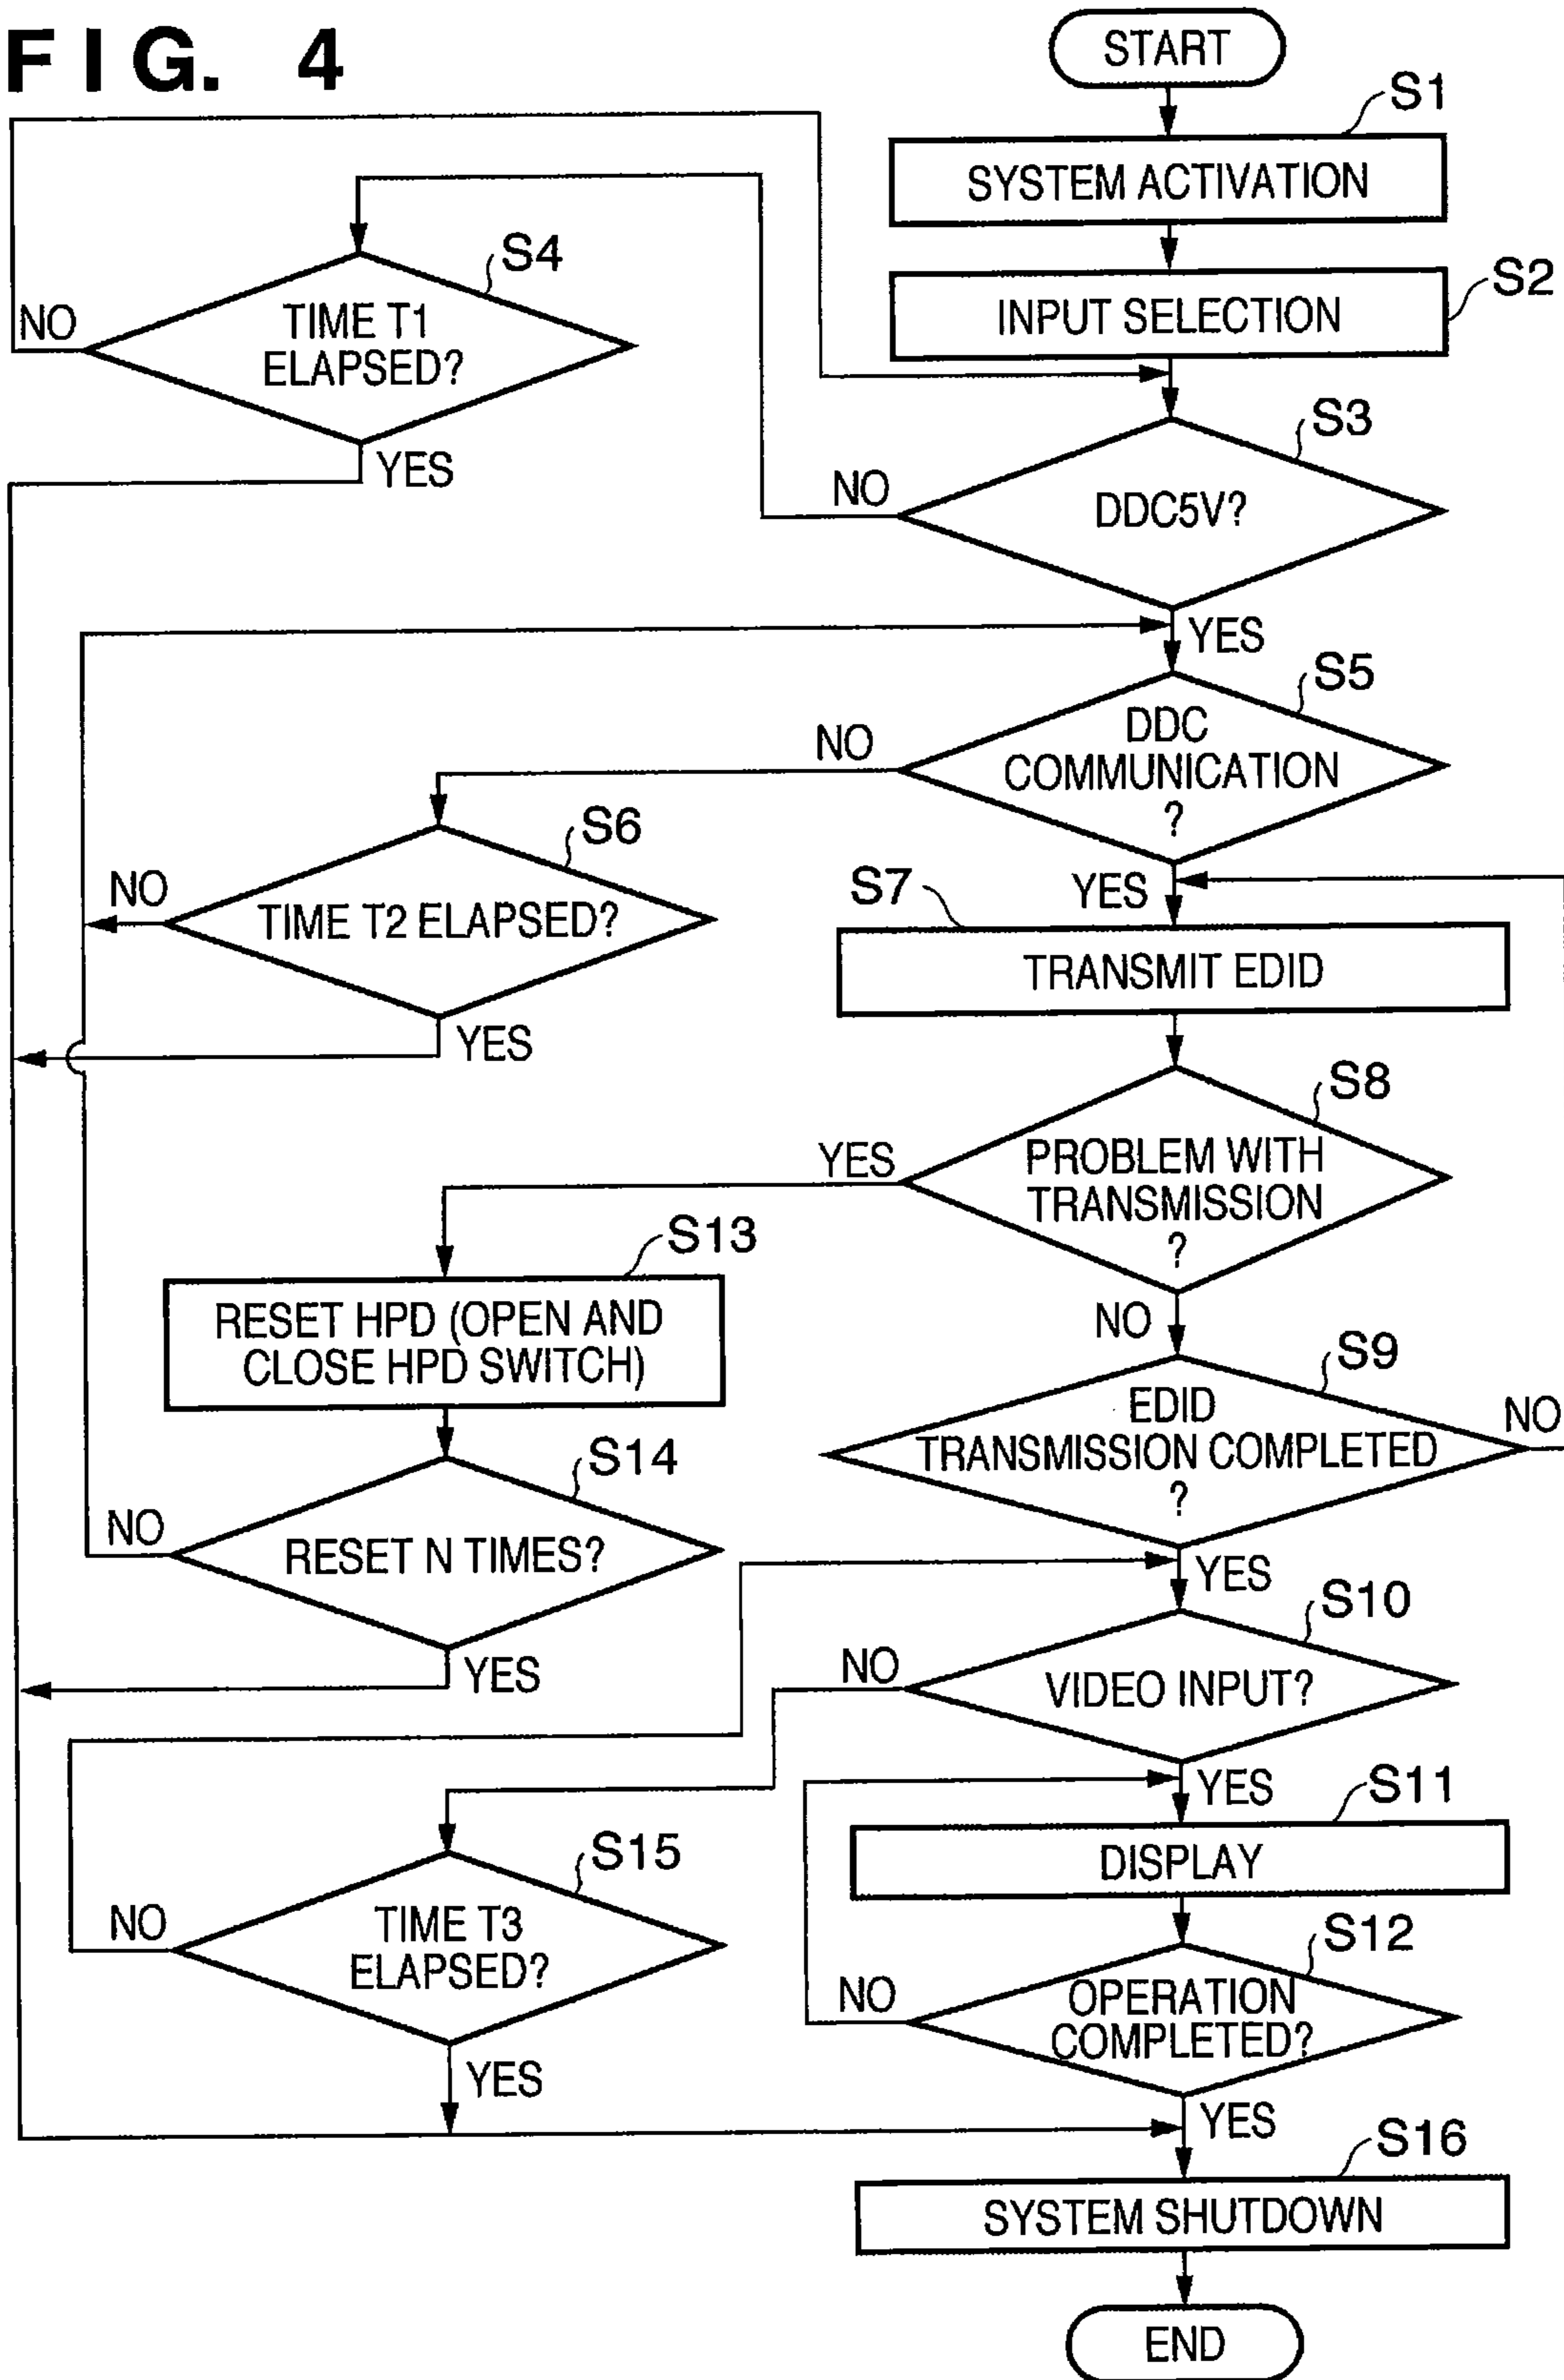 FIG. 4
START
S1
SYSTEM ACTIVATION
S2
INPUT SELECTION
S3
DDC5V?
NO
YES
S4
TIME T1
ELAPSED?
NO
YES
S5
DDC
COMMUNICATION
?
NO
YES
S6
TIME T2 ELAPSED?
NO
YES
S7
TRANSMIT EDID
S8
PROBLEM WITH
TRANSMISSION
?
YES
NO
S13
RESET HPD (OPEN AND
CLOSE HPD SWITCH)
S9
EDID
TRANSMISSION COMPLETED
?
NO
YES
S14
RESET N TIMES?
NO
YES
S10
VIDEO INPUT?
NO
YES
S11
DISPLAY
S15
TIME T3
ELAPSED?
NO
YES
S12
OPERATION
COMPLETED?
NO
YES
S16
SYSTEM SHUTDOWN
END